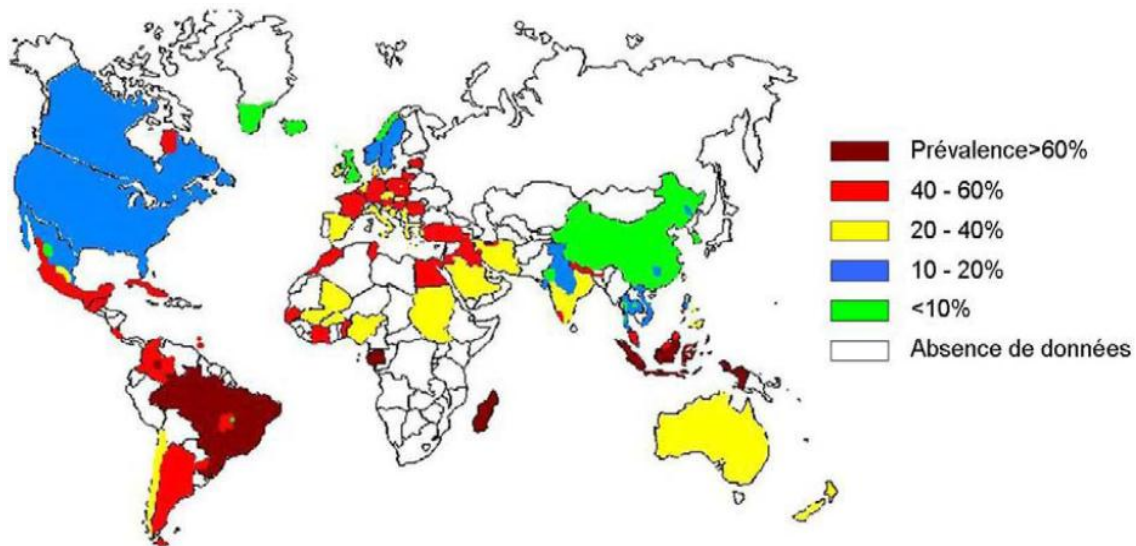 Prévalence>60%
40 - 60%
20 - 40%
10 - 20%
<10%
Absence de données